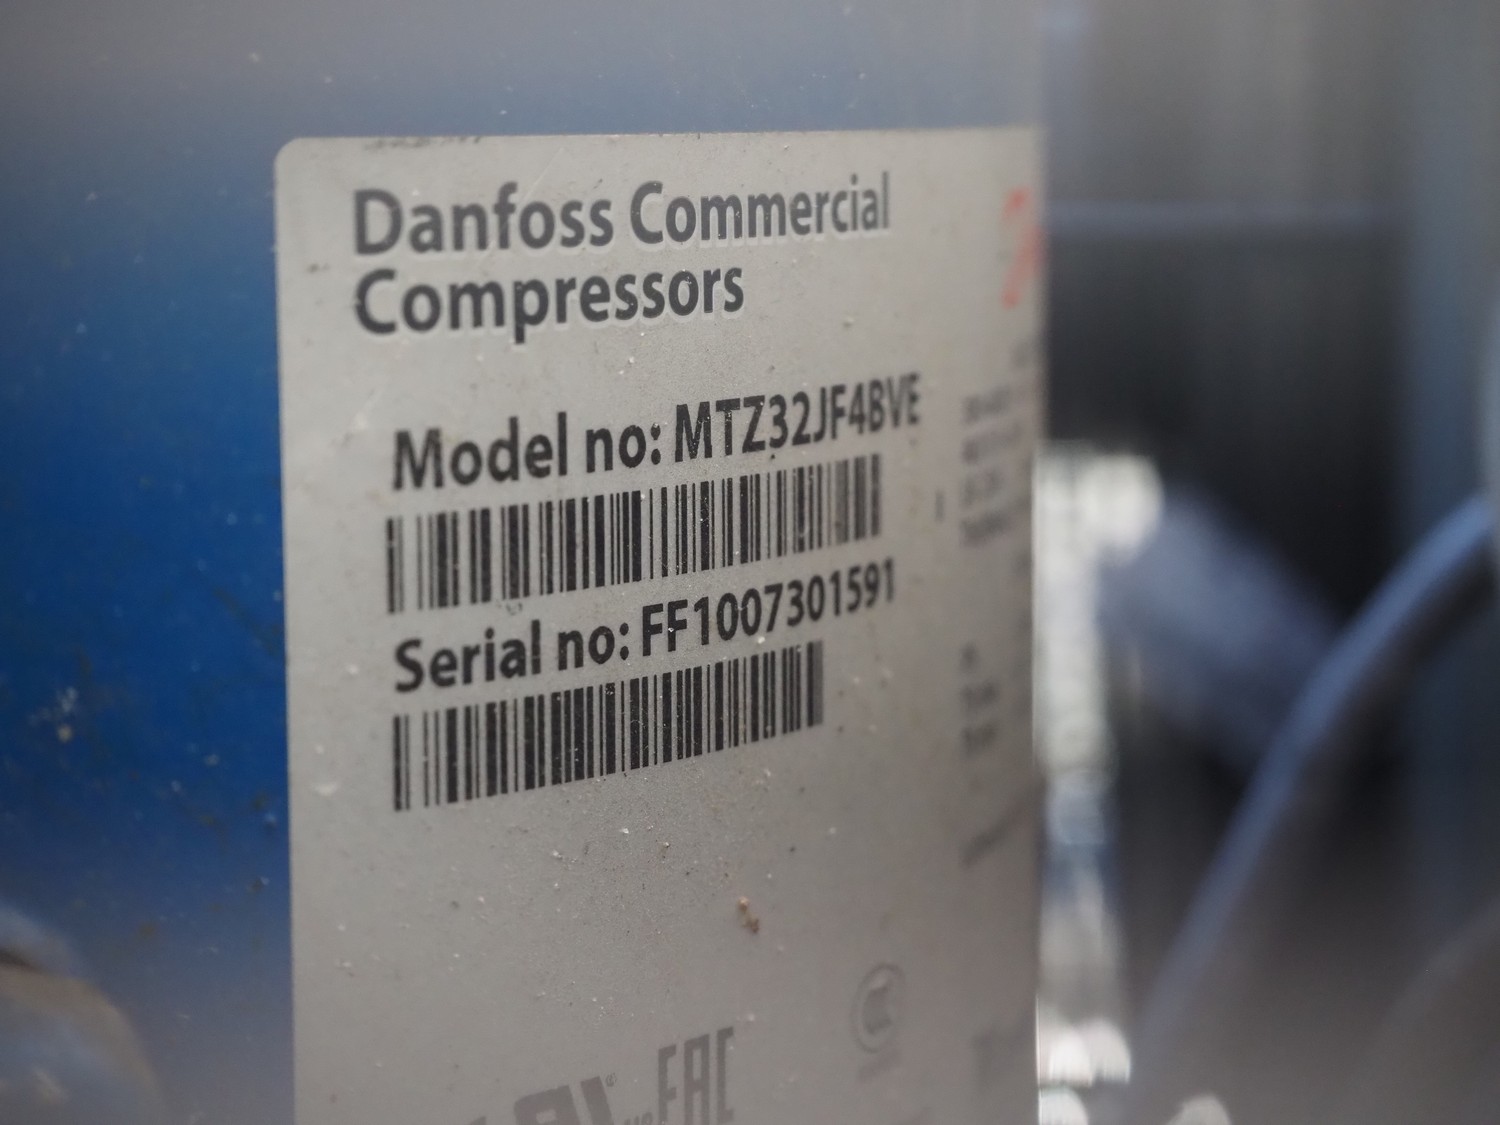 Danfoss Commercial
Compressors
Model no: MTZ32JF4BVE
Serial no: FF1007301591
EAC